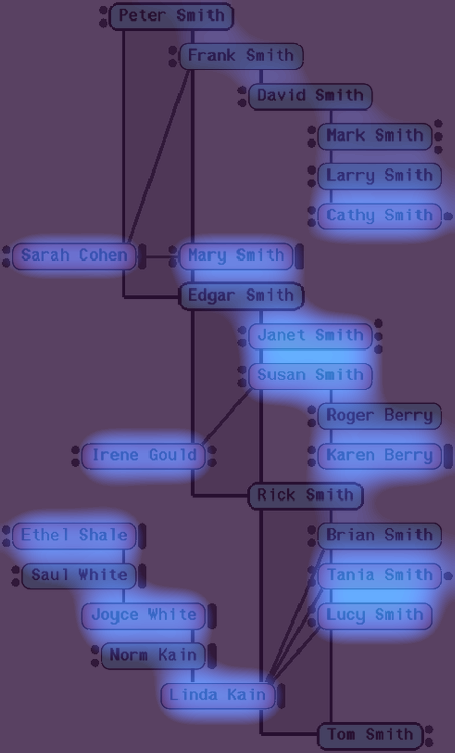 Peter Smith
Frank Smith
David Smith
Mark Smith
Larry Smith
Cathy Smith
Sarah Cohen
Mary Smith
Edgar Smith
Janet Smith
Susan Smith
Roger Berry
Irene Gould
Karen Berry
Rick Smith
Ethel Shale
Brian Smith
Saul White
Tania Smith
Joyce White
Lucy Smith
Norm Kain
Linda Kain
Tom Smith